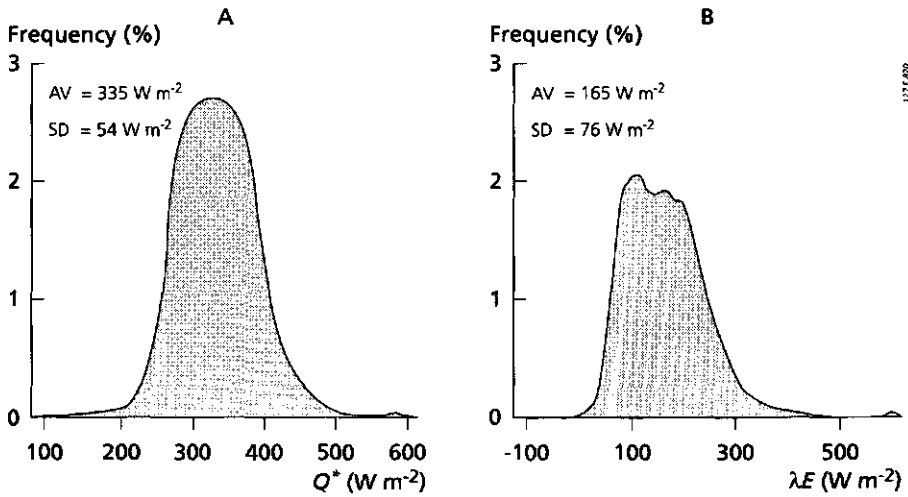 A
Frequency (%)
3
AV = 335 W m⁻²
SD = 54 W m⁻²
2
1
0
100 200 300 400 500 600
Q* (W m⁻²)
B
Frequency (%)
3
AV = 165 W m⁻²
SD = 76 W m⁻²
2
1
0
-100 100 300 500
λE (W m⁻²)